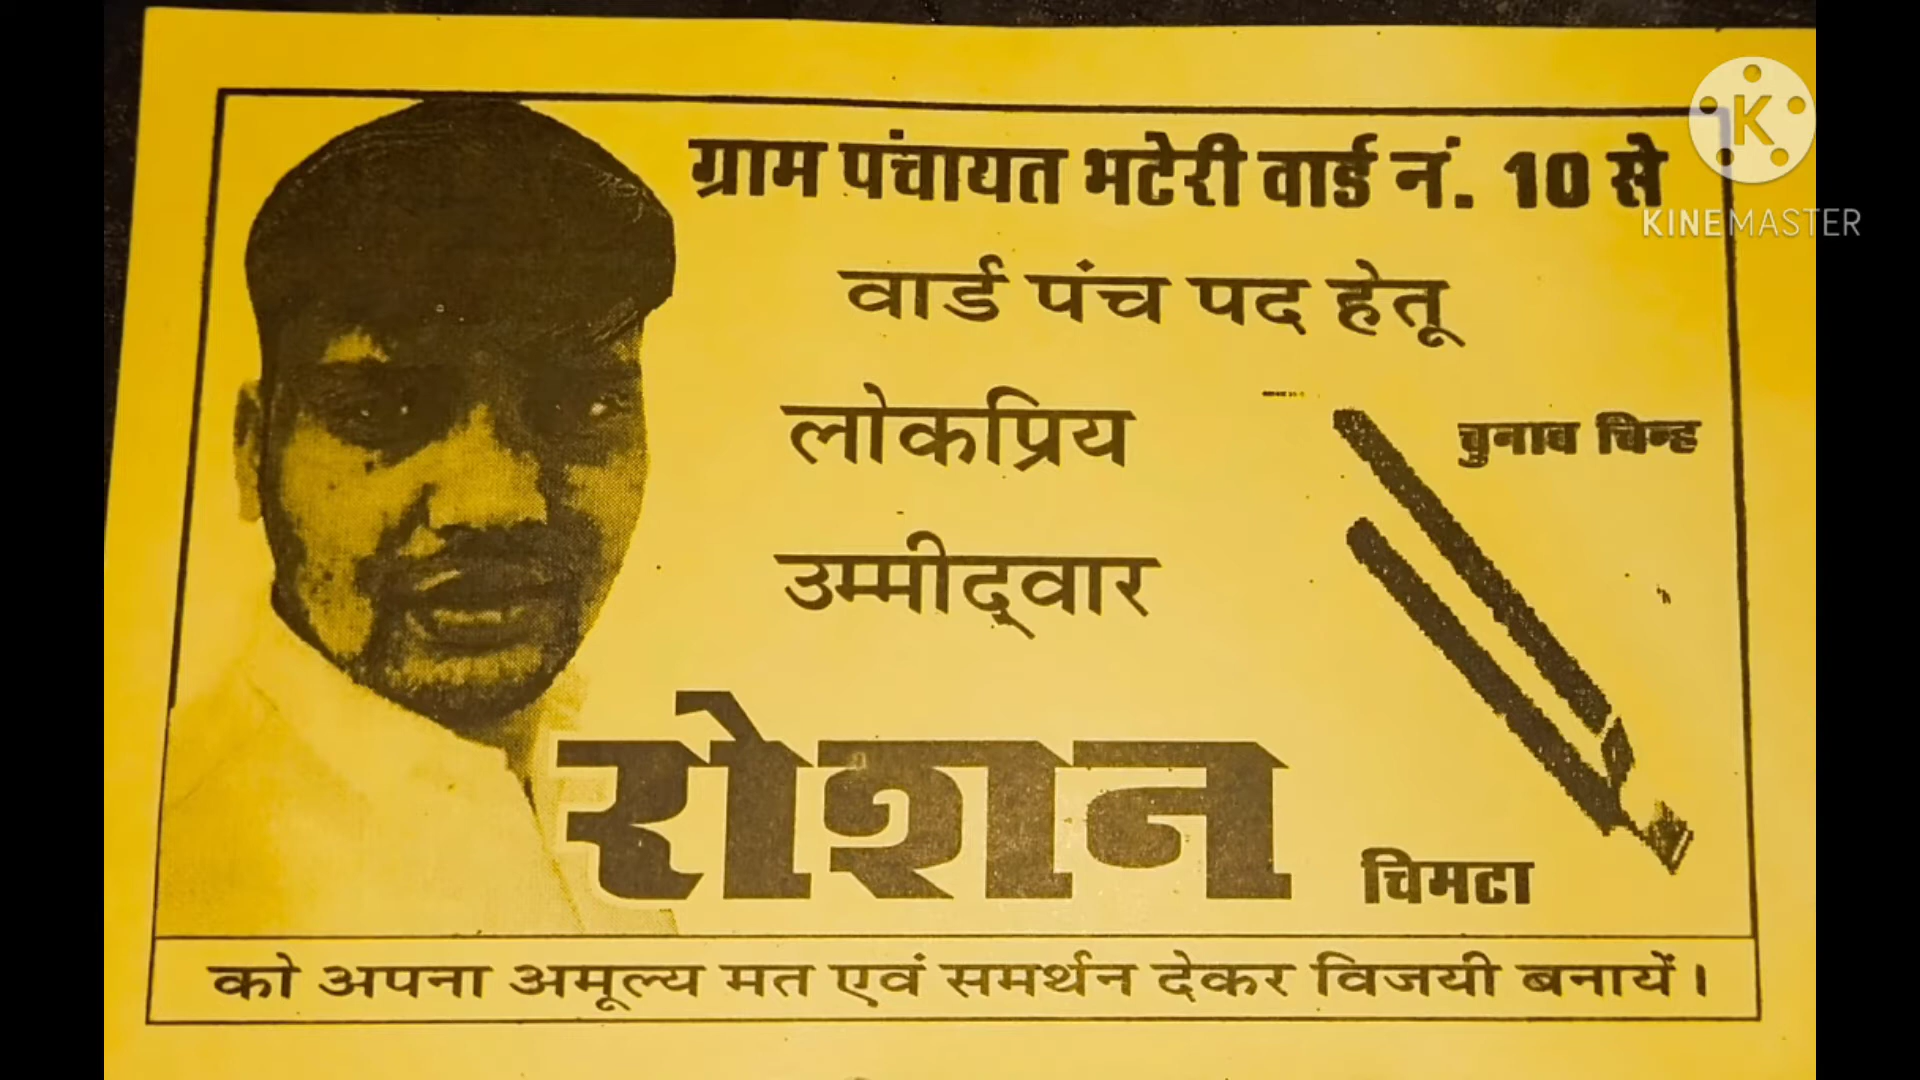 ग्राम पंचायत भटेरी वार्ड नं. 10 से
वार्ड पंच पद हेतू
लोकप्रिय
चुनाव चिन्ह
उम्मीद्‌वार
रोशन
चिमटा
को अपना अमूल्य मत एवं समर्थन देकर विजयी बनायें।
K
KINEMASTER